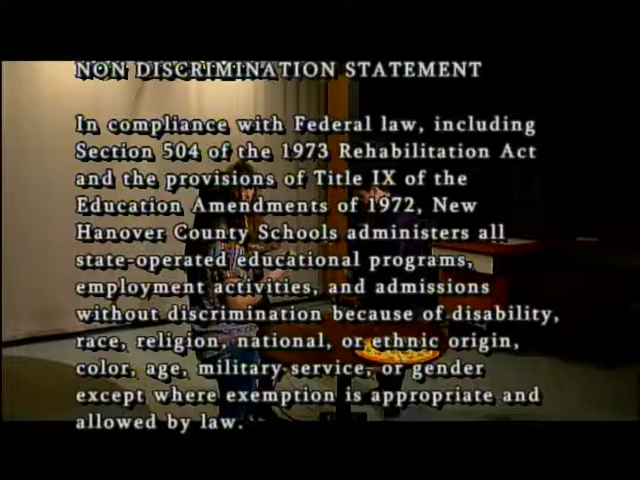 NON DISCRIMINATION STATEMENT
In compliance with Federal law, including
Section 504 of the 1973 Rehabilitation Act
and the provisions of Title IX of the
Education Amendments of 1972, New
Hanover County Schools administers all
state-operated educational programs,
employment activities, and admissions
without discrimination because of disability,
race, religion, national, or ethnic origin,
color, age, military service, or gender
except where exemption is appropriate and
allowed by law.